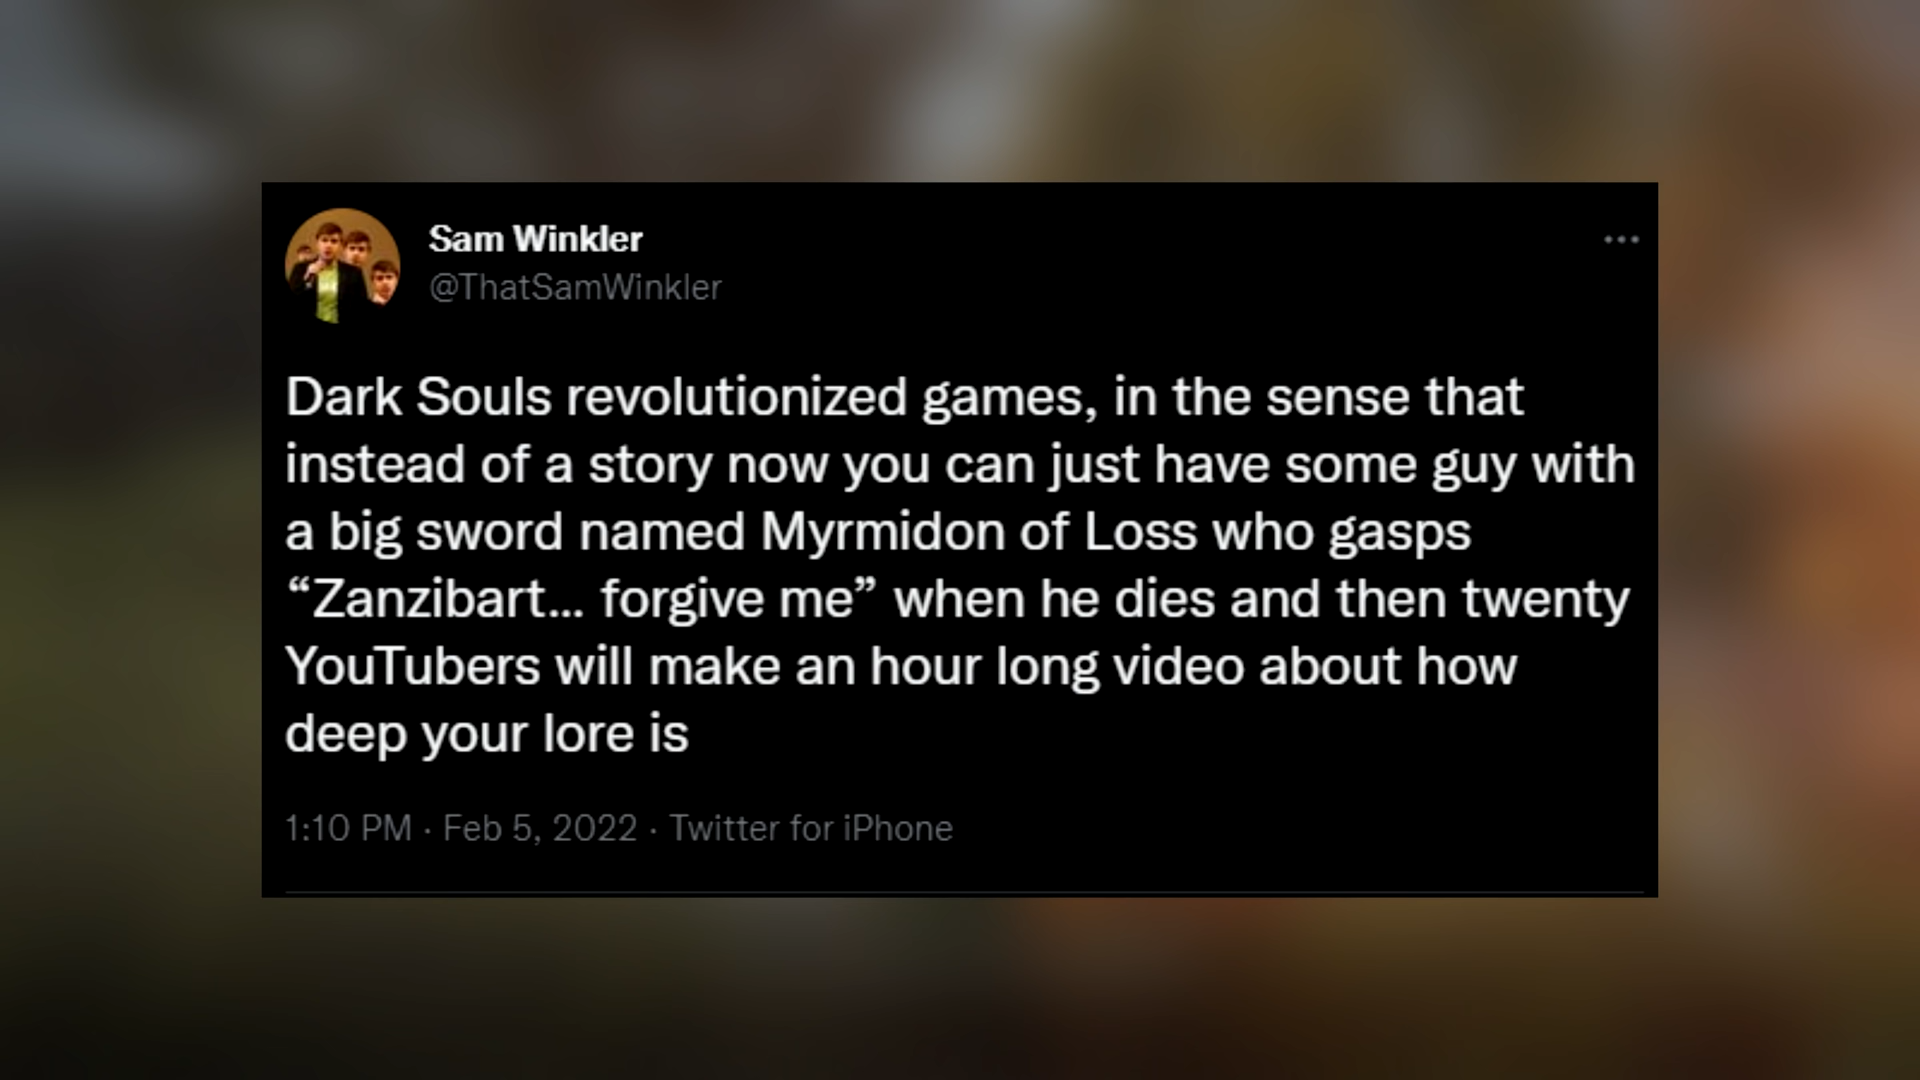 Sam Winkler
@ThatSamWinkler
Dark Souls revolutionized games, in the sense that
instead of a story now you can just have some guy with
a big sword named Myrmidon of Loss who gasps
“Zanzibart... forgive me” when he dies and then twenty
YouTubers will make an hour long video about how
deep your lore is
1:10 PM · Feb 5, 2022 · Twitter for iPhone